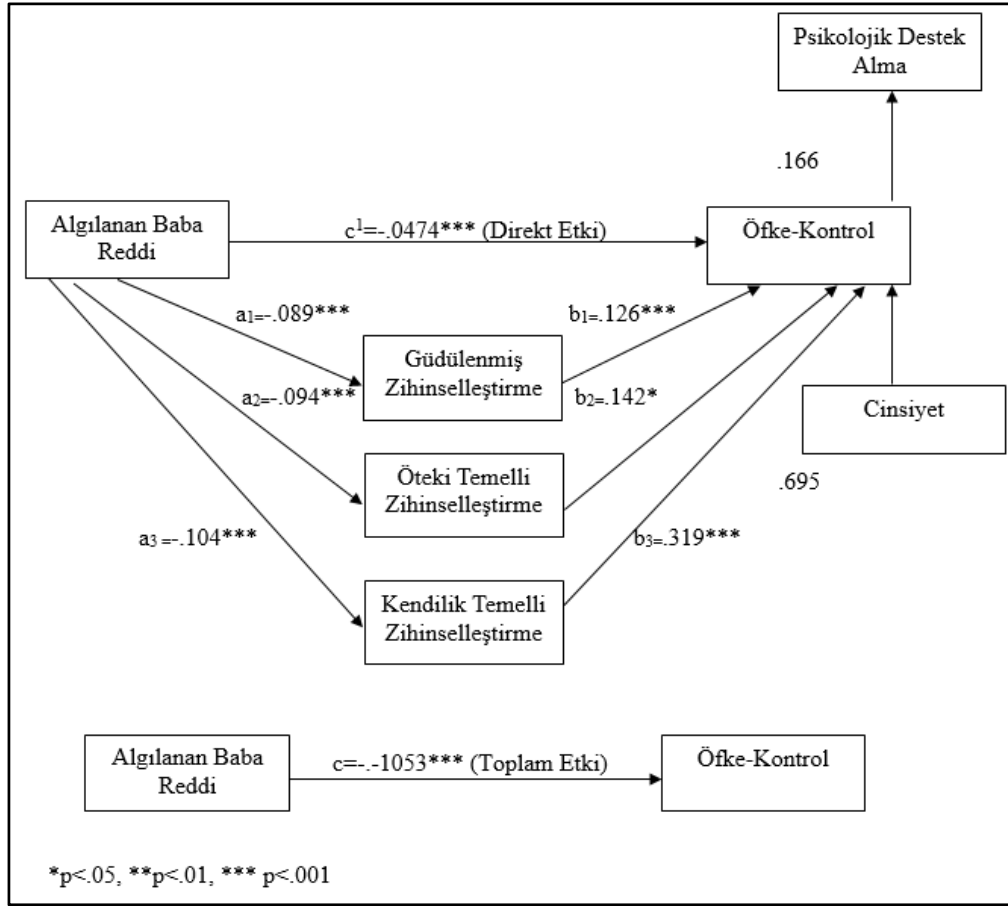 Psikolojik Destek
Alma
.166
Algılanan Baba
Reddi
c¹=-.0474*** (Direkt Etki)
Öfke-Kontrol
a₁=-.089***
b₁=.126***
Güdülenmiş
Zihinselleştirme
a₂=-.094***
b₂=.142*
Cinsiyet
Öteki Temelli
Zihinselleştirme
.695
a₃ =-.104***
b₃=.319***
Kendilik Temelli
Zihinselleştirme
Algılanan Baba
Reddi
c=-.-1053*** (Toplam Etki)
Öfke-Kontrol
*p<.05, **p<.01, *** p<.001